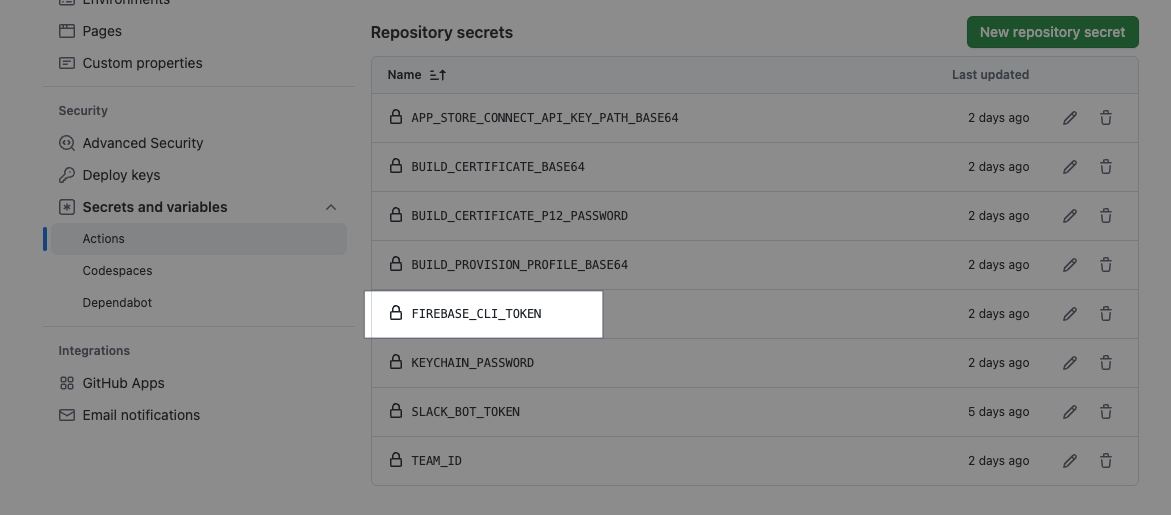 Environments
Pages
Custom properties
Security
Advanced Security
Deploy keys
Secrets and variables
Actions
Codespaces
Dependabot
Integrations
GitHub Apps
Email notifications
Repository secrets
New repository secret
Name Last updated
APP_STORE_CONNECT_API_KEY_PATH_BASE64 2 days ago
BUILD_CERTIFICATE_BASE64 2 days ago
BUILD_CERTIFICATE_P12_PASSWORD 2 days ago
BUILD_PROVISION_PROFILE_BASE64 2 days ago
FIREBASE_CLI_TOKEN 2 days ago
KEYCHAIN_PASSWORD 2 days ago
SLACK_BOT_TOKEN 5 days ago
TEAM_ID 2 days ago